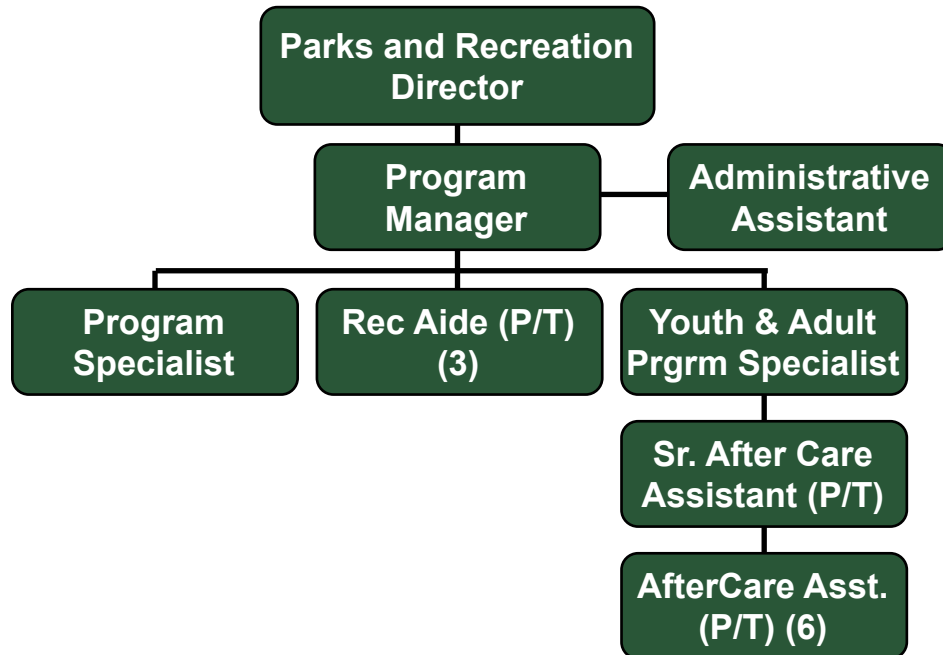 Parks and Recreation
Director
Program
Manager
Administrative
Assistant
Program
Specialist
Rec Aide (P/T)
(3)
Youth & Adult
Prgrm Specialist
Sr. After Care
Assistant (P/T)
AfterCare Asst.
(P/T) (6)